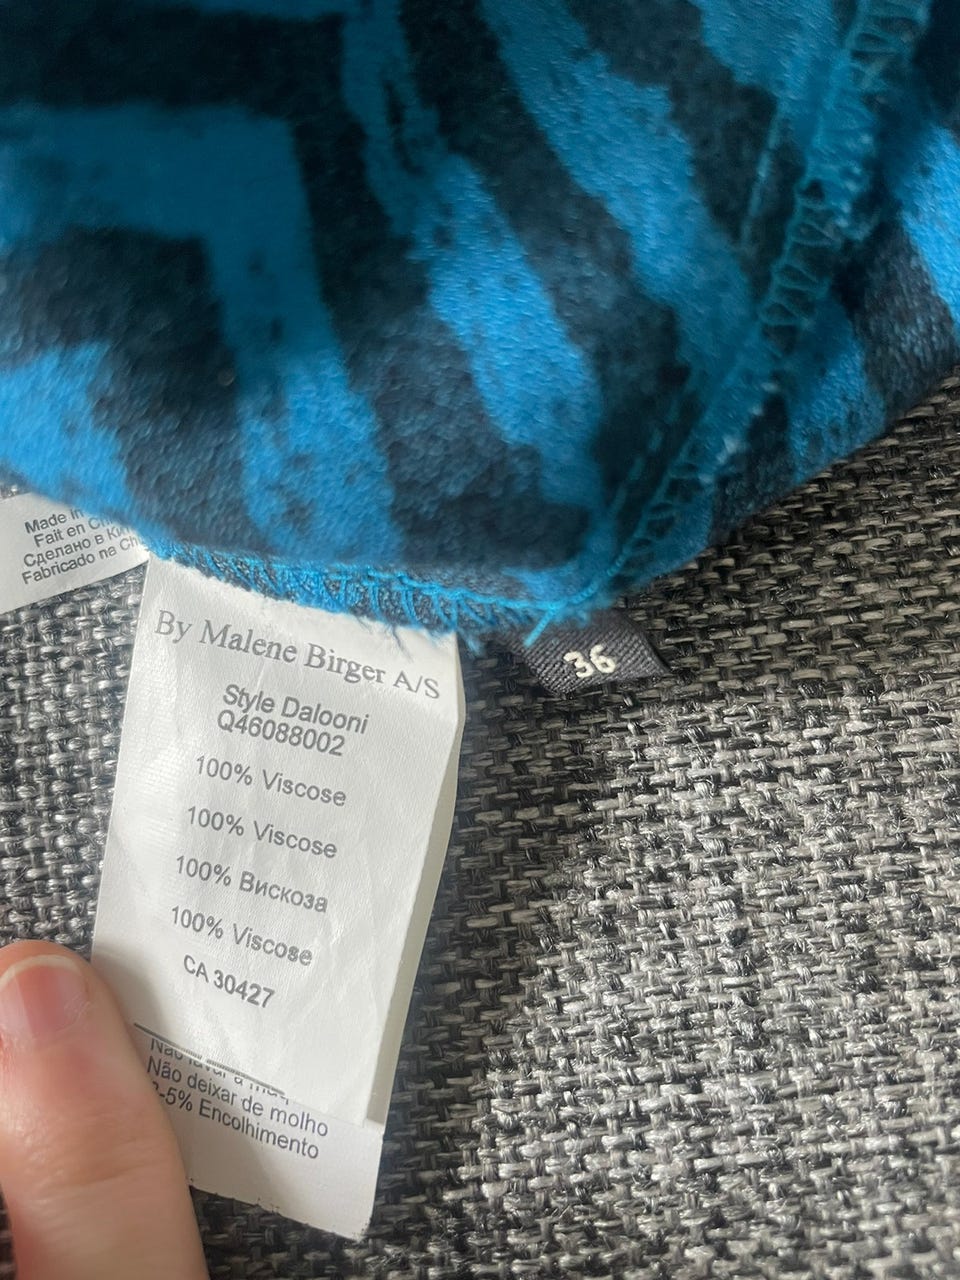 Made in
Fait en
Сделано в
Fabricado na
By Malene Birger A/S
36
Style Dalooni
Q46088002
100% Viscose
100% Viscose
100% Вискоза
100% Viscose
CA 30427
Não deixar de molho
-5% Encolhimento